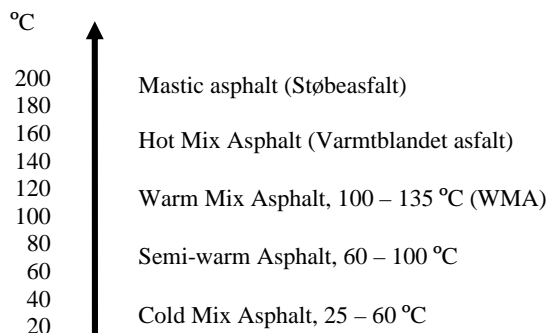 ºC
200
Mastic asphalt (Støbeasfalt)
180
160
Hot Mix Asphalt (Varmtblandet asfalt)
140
120
Warm Mix Asphalt, 100 – 135 ºC (WMA)
100
80
Semi-warm Asphalt, 60 – 100 ºC
60
40
Cold Mix Asphalt, 25 – 60 ºC
20